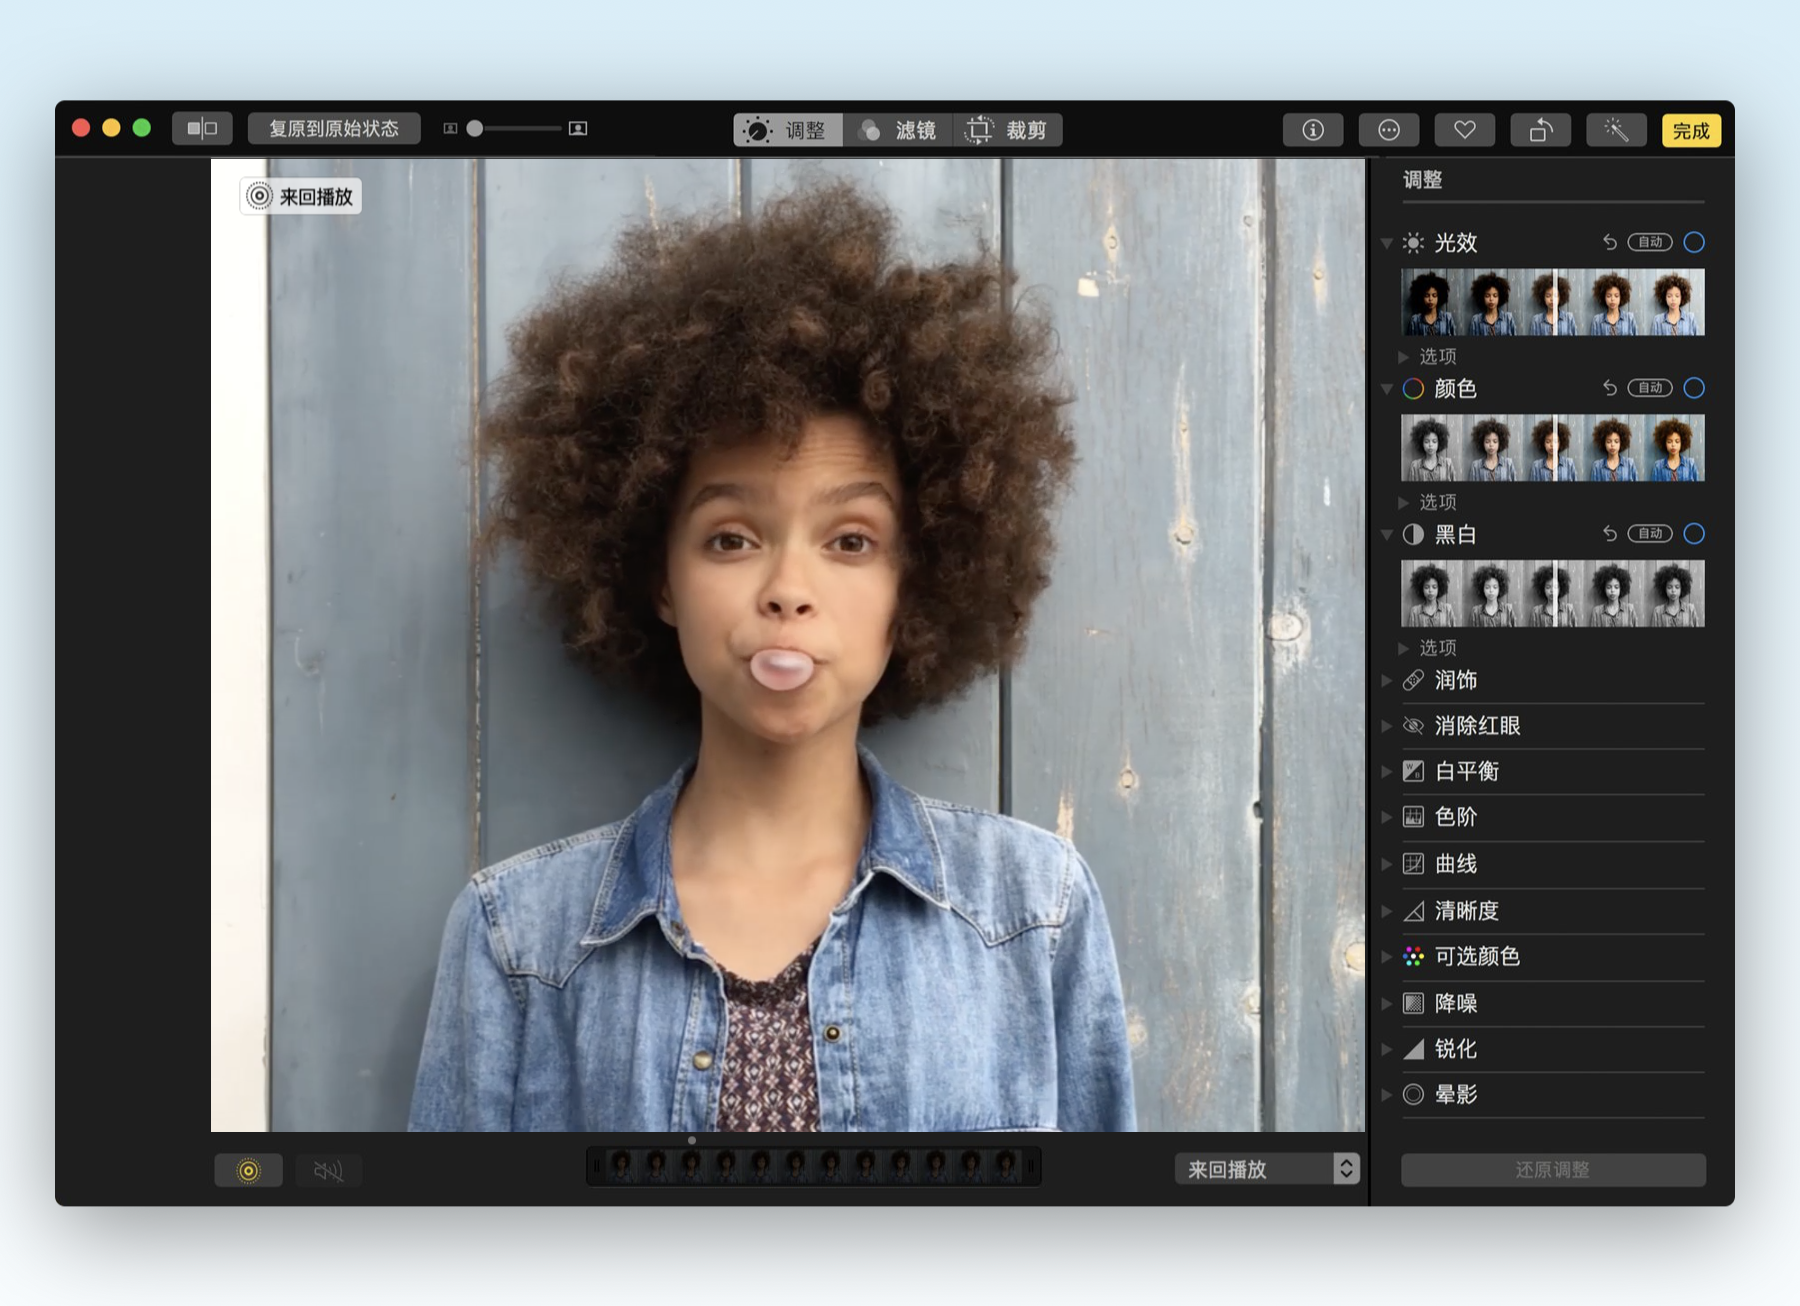 复原到原始状态
调整
滤镜
裁剪
完成
来回播放
调整
光效
自动
选项
颜色
自动
选项
黑白
自动
选项
润饰
消除红眼
白平衡
色阶
曲线
清晰度
可选颜色
降噪
锐化
晕影
来回播放
还原调整